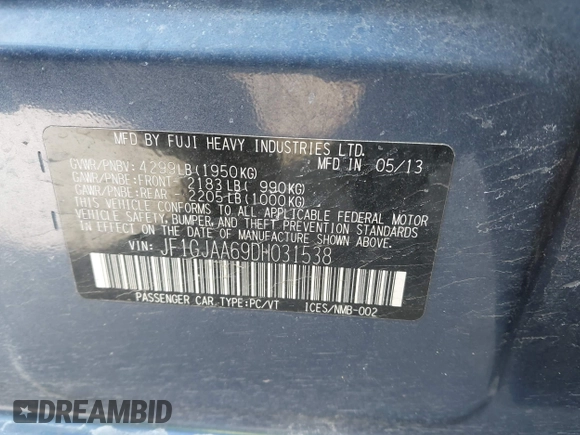 MFD BY FUJI HEAVY INDUSTRIES LTD.
GVWR/PNBV: 4299LB(1950KG) MFD IN 05/13
GAWR/PNBE:FRONT 2183LB( 990KG)
GAWR/PNBE:REAR 2205LB(1000KG)
THIS VEHICLE CONFORMS TO ALL APPLICABLE FEDERAL MOTOR
VEHICLE SAFETY, BUMPER, AND THEFT PREVENTION STANDARDS
IN EFFECT ON THE DATE OF MANUFACTURE SHOWN ABOVE.
VIN: JF1GJAA69DH031538
PASSENGER CAR TYPE:PC/VT ICES/NMB-002
DREAMBID